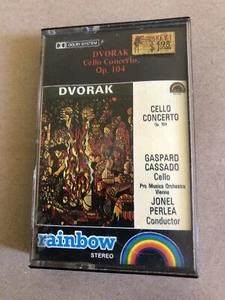 DOLBY SYSTEM
DVORAK
Cello Concerto,
Op. 104
DVORAK
CELLO
CONCERTO
Op. 104
GASPARD
CASSADO
Cello
Pro Musica Orchestra
Vienna
JONEL
PERLEA
Conductor
rainbow
STEREO